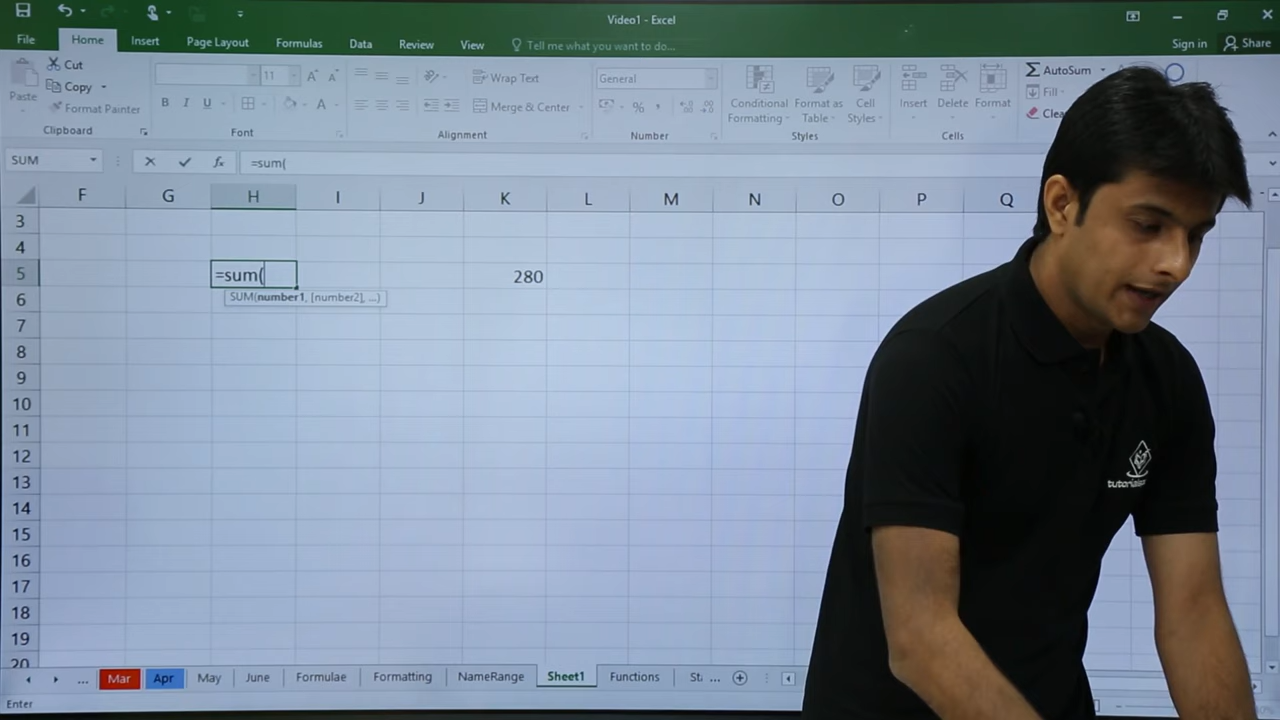 Video1 - Excel
File Home Insert Page Layout Formulas Data Review View Tell me what you want to do... Sign in Share
Paste Cut Copy Format Painter
11
B I U A
Wrap Text
Merge & Center
General
% ,
Conditional Formatting Format as Table Cell Styles
Insert Delete Format
AutoSum
Fill
Clea
Clipboard Font Alignment Number Styles Cells
SUM fx =sum(
F G H I J K L M N O P Q
3
4
5 =sum( 280
6 SUM(number1, [number2], ...)
7
8
9
10
11
12
13
14
15
16
17
18
19
20
... Mar Apr May June Formulae Formatting NameRange Sheet1 Functions St ...
Enter